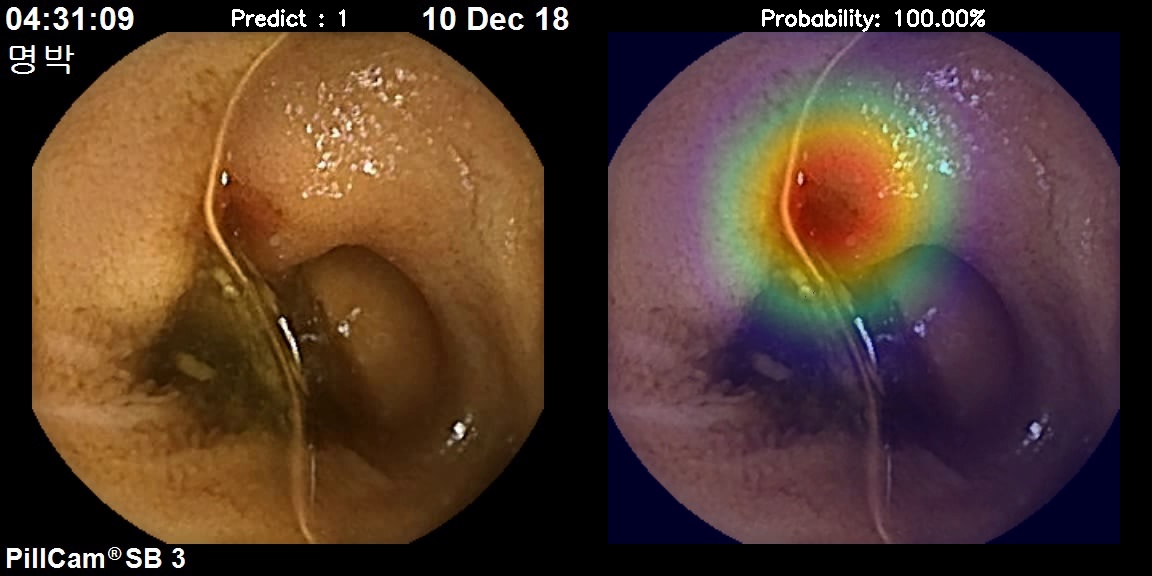 04:31:09
Predict : 1
10 Dec 18
Probability: 100.00%
명 박
PillCam® SB 3